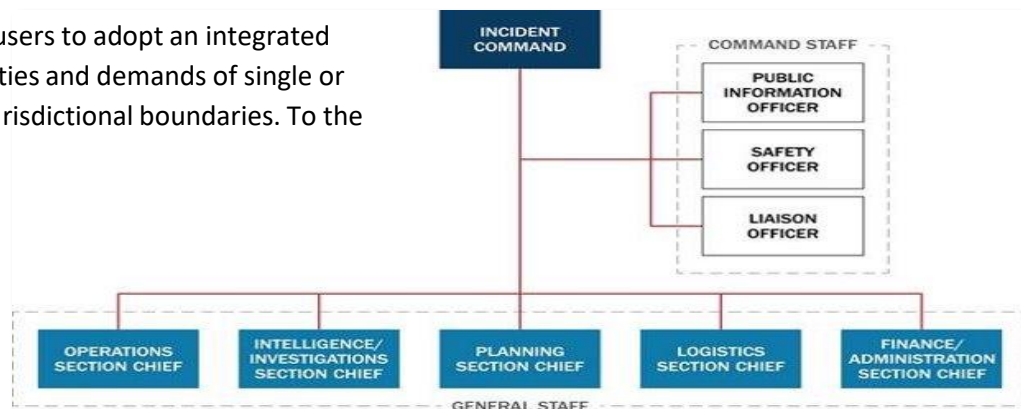 users to adopt an integrated
ties and demands of single or
risdictional boundaries. To the
INCIDENT
COMMAND
COMMAND STAFF
PUBLIC
INFORMATION
OFFICER
SAFETY
OFFICER
LIAISON
OFFICER
OPERATIONS
SECTION CHIEF
INTELLIGENCE/
INVESTIGATIONS
SECTION CHIEF
PLANNING
SECTION CHIEF
LOGISTICS
SECTION CHIEF
FINANCE/
ADMINISTRATION
SECTION CHIEF
GENERAL STAFF